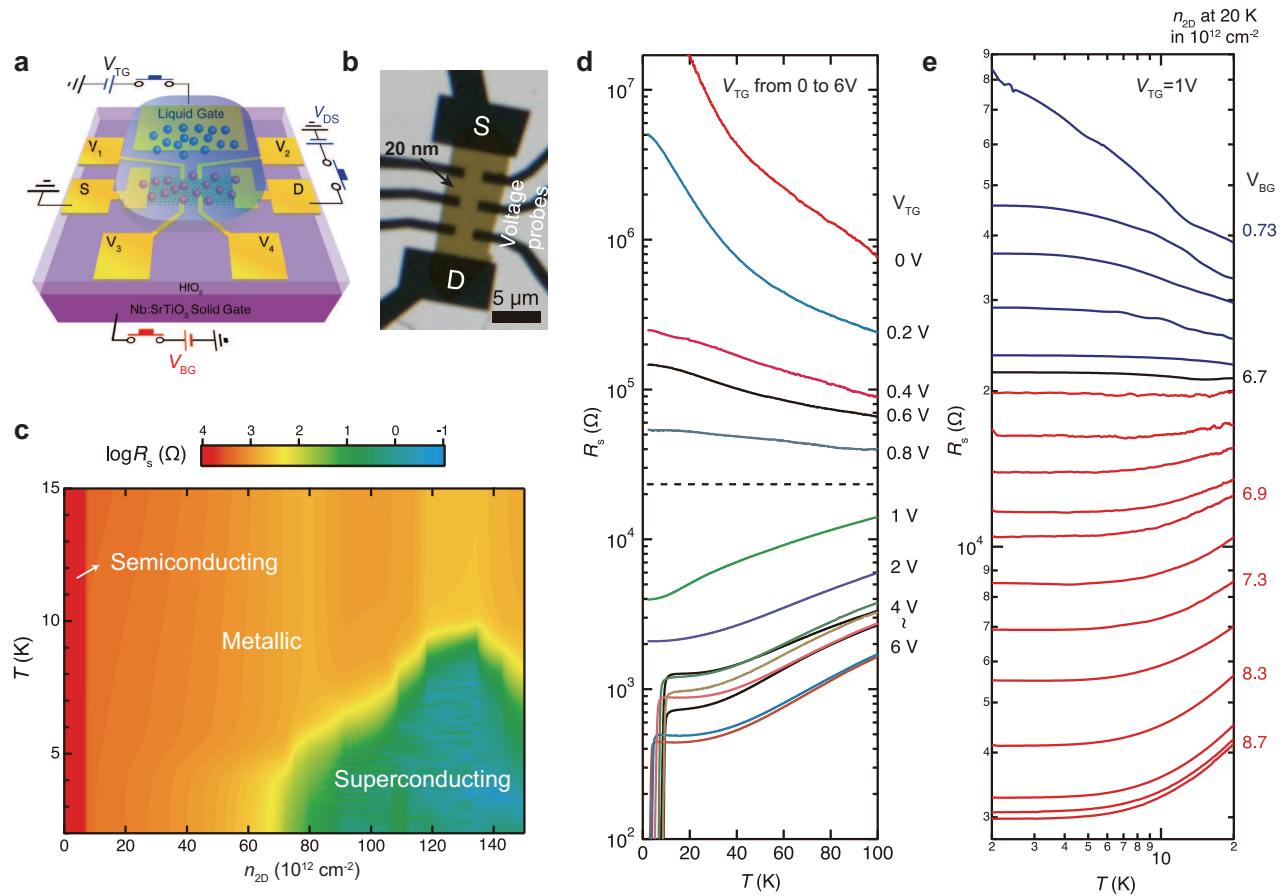 a
V_TG
Liquid Gate
V_DS
V_1
V_2
S
D
V_3
V_4
HfO_2
Nb:SrTiO_3 Solid Gate
V_BG
b
S
20 nm
Voltage
probes
D
5 µm
c
log R_s (Ω)
4 3 2 1 0 -1
T (K)
15
10
5
0
Semiconducting
Metallic
Superconducting
0 20 40 60 80 100 120 140
n_2D (10^12 cm^-2)
d
V_TG from 0 to 6V
R_s (Ω)
10^7
10^6
10^5
10^4
10^3
10^2
V_TG
0 V
0.2 V
0.4 V
0.6 V
0.8 V
1 V
2 V
4 V
~
6 V
0 20 40 60 80 100
T (K)
n_2D at 20 K
in 10^12 cm^-2
e
V_TG=1V
R_s (Ω)
9
8
7
6
5
4
3
2
10^4
9
8
7
6
5
4
3
V_BG
0.73
6.7
6.9
7.3
8.3
8.7
2 3 4 5 6 7 8 9 10 2
T (K)